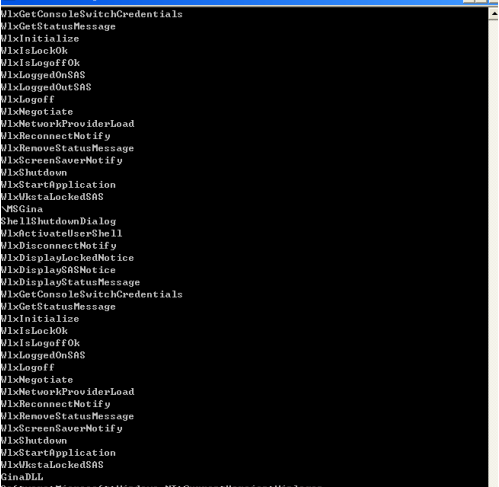 WlxGetConsoleSwitchCredentials
WlxGetStatusMessage
WlxInitialize
WlxIsLockOk
WlxIsLogoffOk
WlxLoggedOnSAS
WlxLoggedOutSAS
WlxLogoff
WlxNegotiate
WlxNetworkProviderLoad
WlxReconnectNotify
WlxRemoveStatusMessage
WlxScreenSaverNotify
WlxShutdown
WlxStartApplication
WlxWkstaLockedSAS
\MSGina
ShellShutdownDialog
WlxActivateUserShell
WlxDisconnectNotify
WlxDisplayLockedNotice
WlxDisplaySASNotice
WlxDisplayStatusMessage
WlxGetConsoleSwitchCredentials
WlxGetStatusMessage
WlxInitialize
WlxIsLockOk
WlxIsLogoffOk
WlxLoggedOnSAS
WlxLogoff
WlxNegotiate
WlxNetworkProviderLoad
WlxReconnectNotify
WlxRemoveStatusMessage
WlxScreenSaverNotify
WlxShutdown
WlxStartApplication
WlxWkstaLockedSAS
GinaDLL